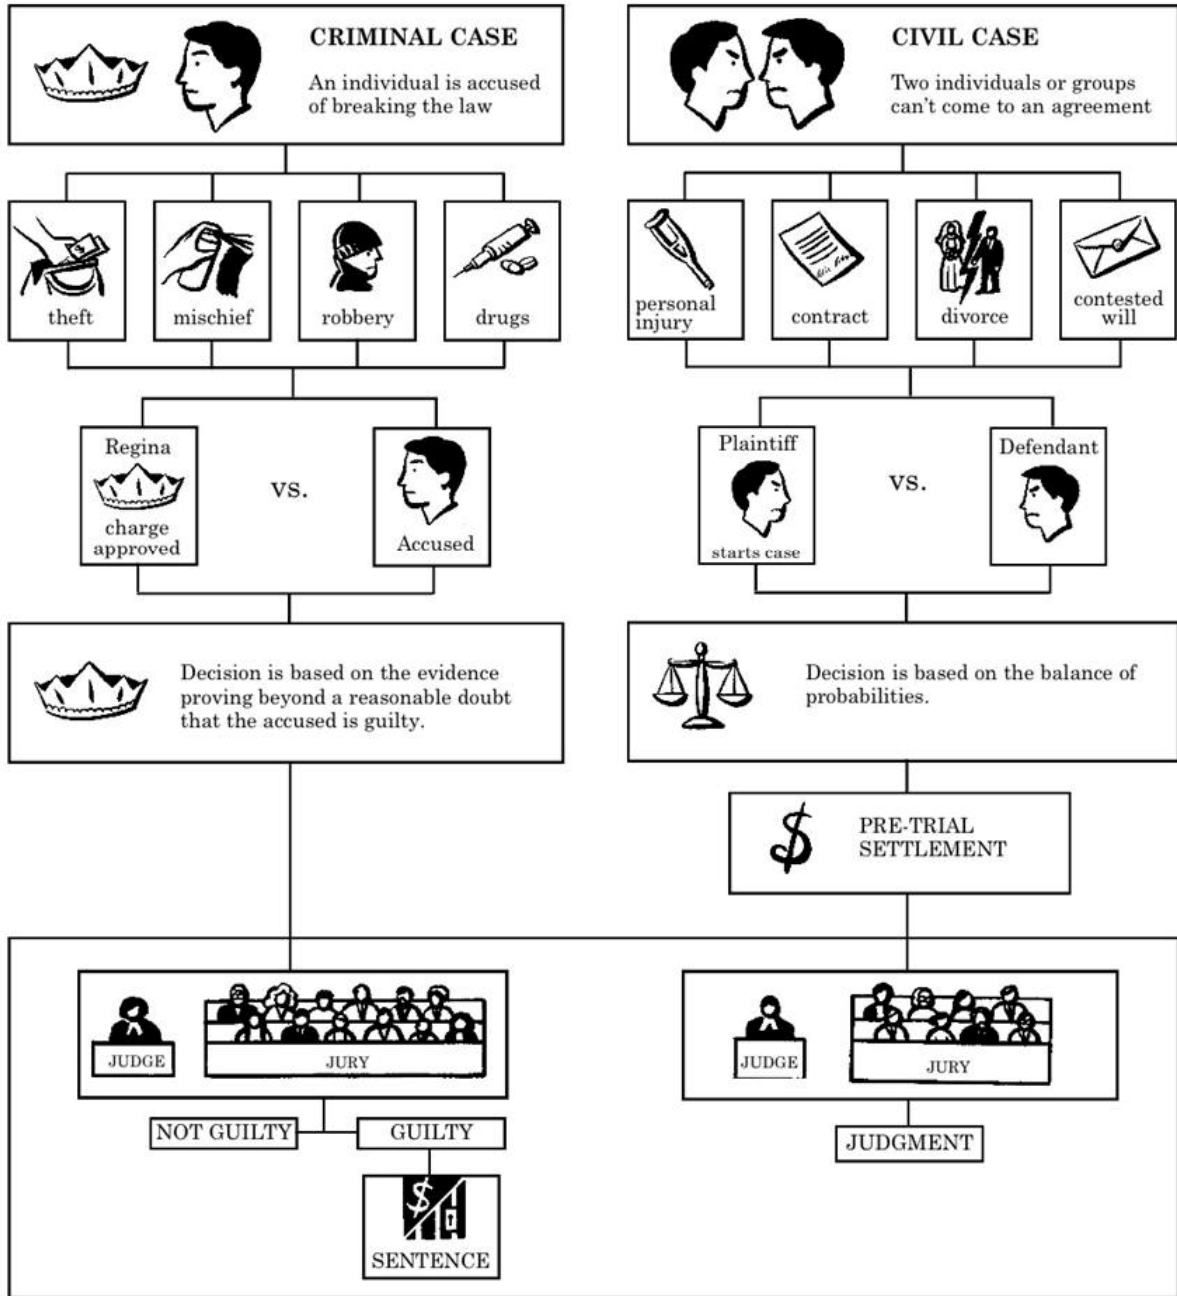 CRIMINAL CASE
An individual is accused
of breaking the law
theft
mischief
robbery
drugs
Regina
charge
approved
vs.
Accused
Decision is based on the evidence
proving beyond a reasonable doubt
that the accused is guilty.
JUDGE
JURY
NOT GUILTY
GUILTY
$
SENTENCE
CIVIL CASE
Two individuals or groups
can't come to an agreement
personal
injury
contract
divorce
contested
will
Plaintiff
starts case
vs.
Defendant
Decision is based on the balance of
probabilities.
$
PRE-TRIAL
SETTLEMENT
JUDGE
JURY
JUDGMENT